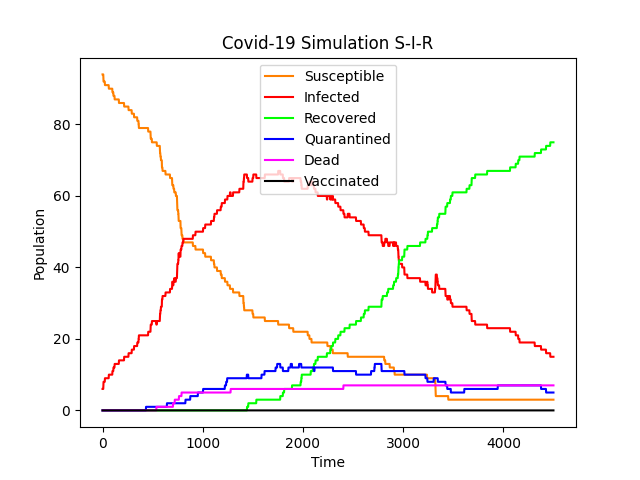 Covid-19 Simulation S-I-R
Susceptible
Infected
Recovered
Quarantined
Dead
Vaccinated
80
60
40
20
0
Population
0 1000 2000 3000 4000
Time